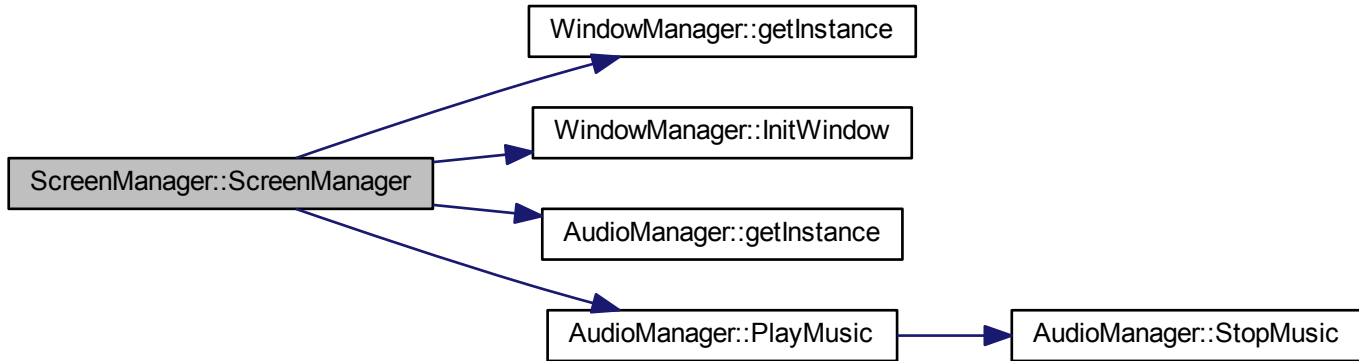 WindowManager::getInstance
WindowManager::InitWindow
ScreenManager::ScreenManager
AudioManager::getInstance
AudioManager::PlayMusic
AudioManager::StopMusic